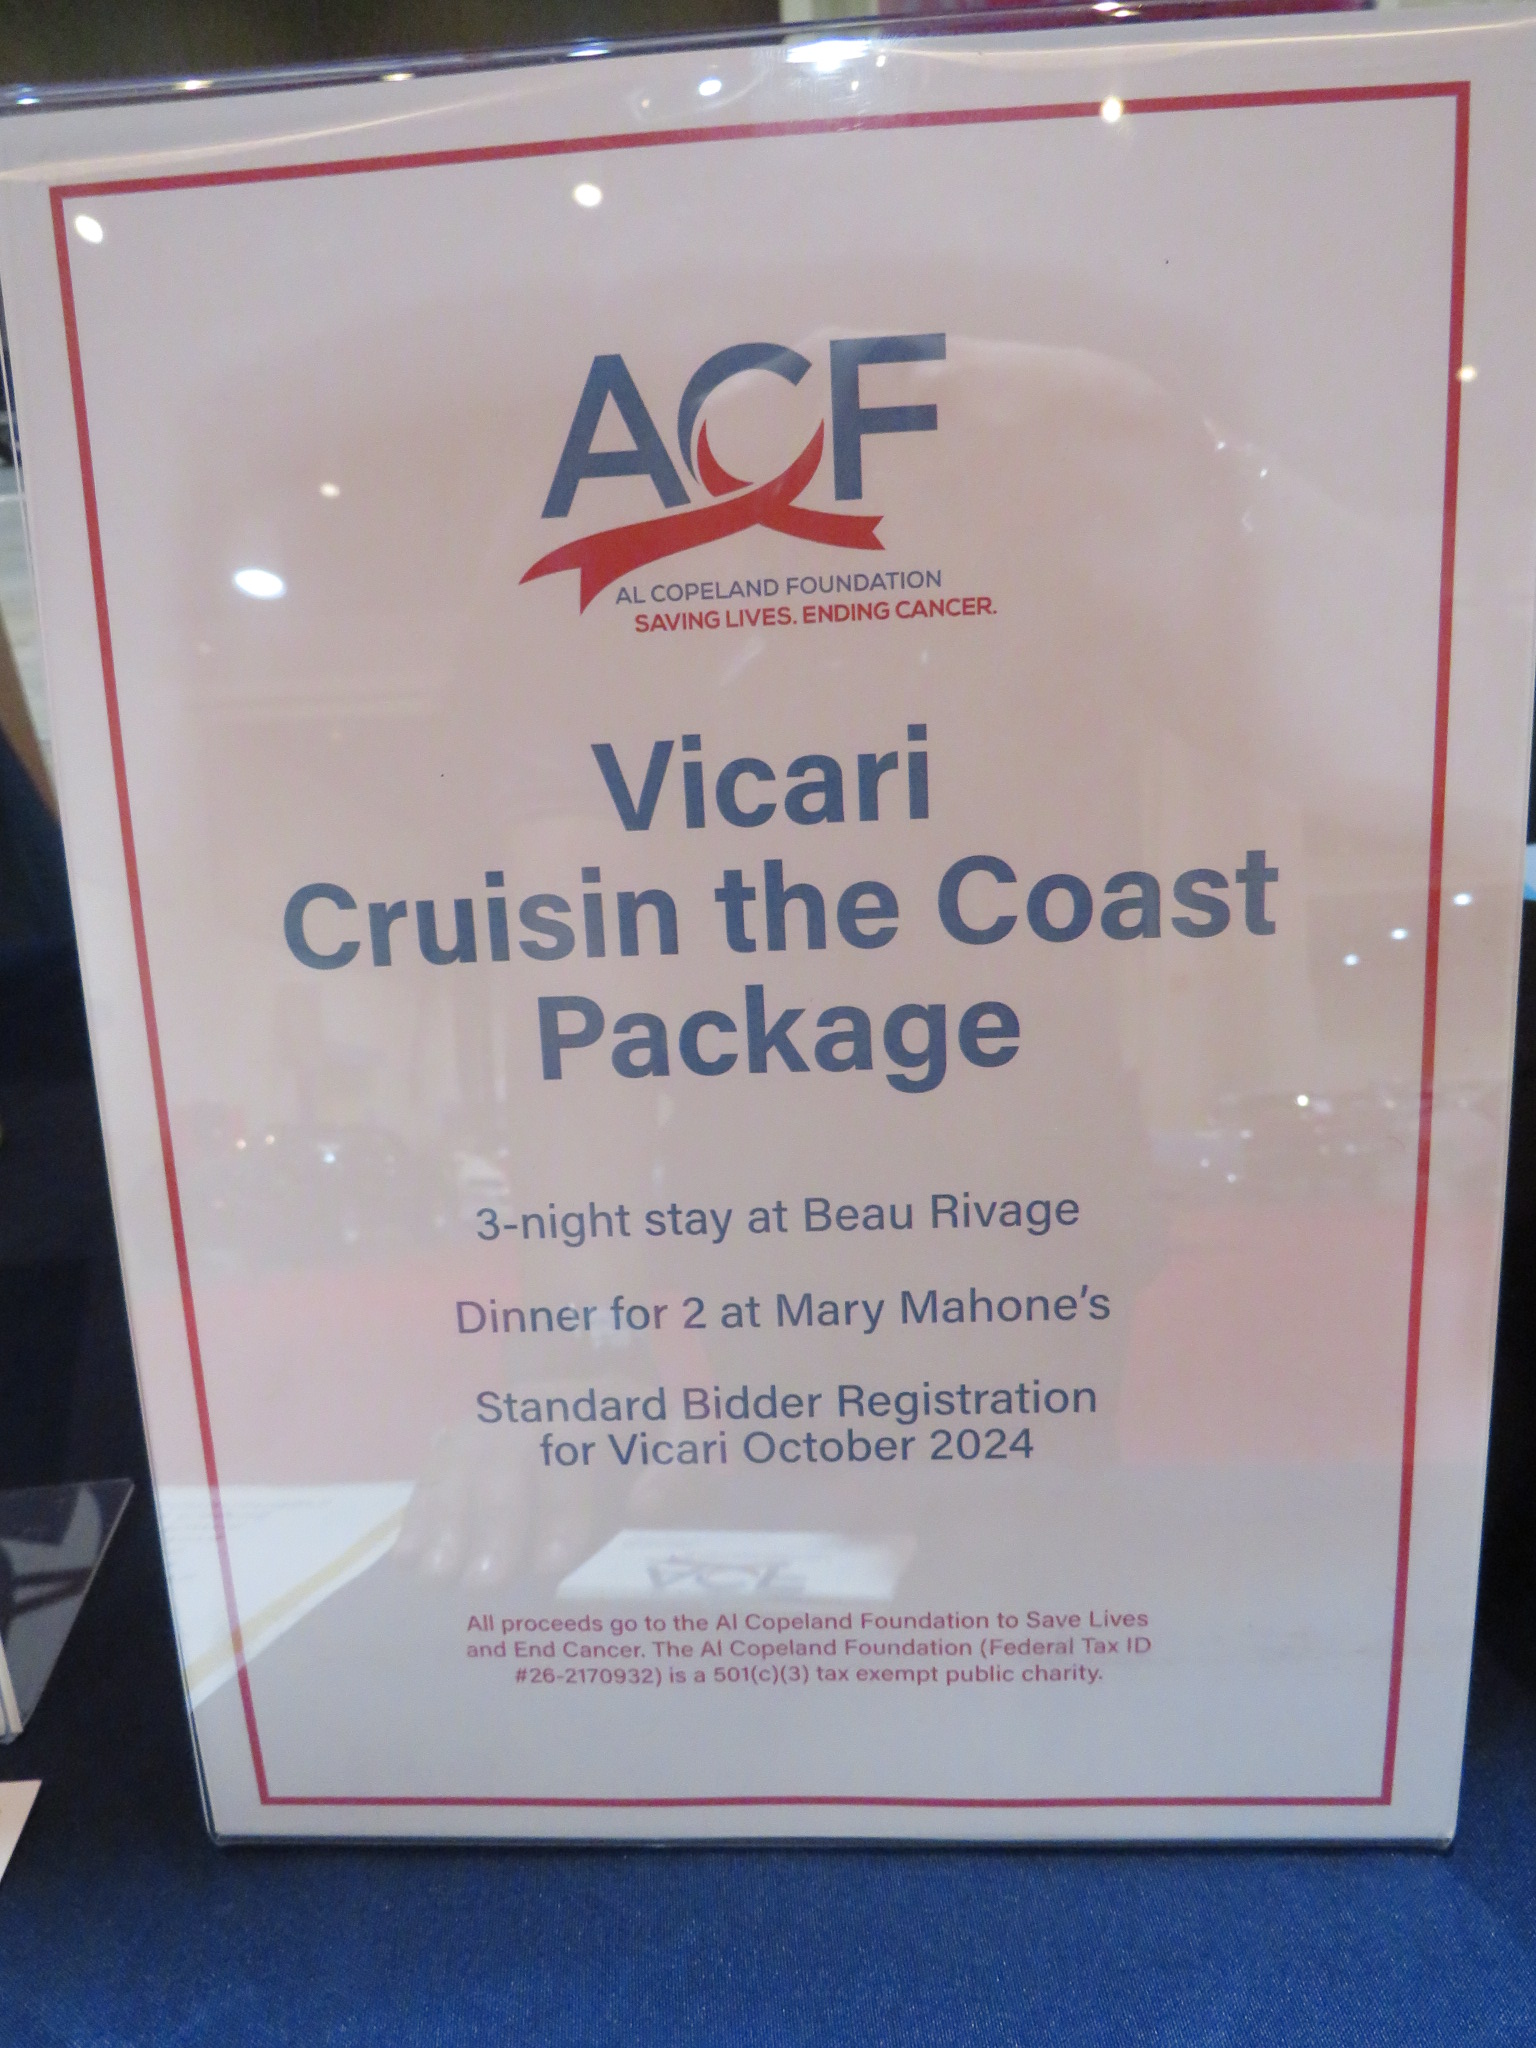 ACF
AL COPELAND FOUNDATION
SAVING LIVES. ENDING CANCER.
Vicari
Cruisin the Coast
Package
3-night stay at Beau Rivage
Dinner for 2 at Mary Mahone's
Standard Bidder Registration
for Vicari October 2024
All proceeds go to the Al Copeland Foundation to Save Lives
and End Cancer. The Al Copeland Foundation (Federal Tax ID
#26-2170932) is a 501(c)(3) tax exempt public charity.